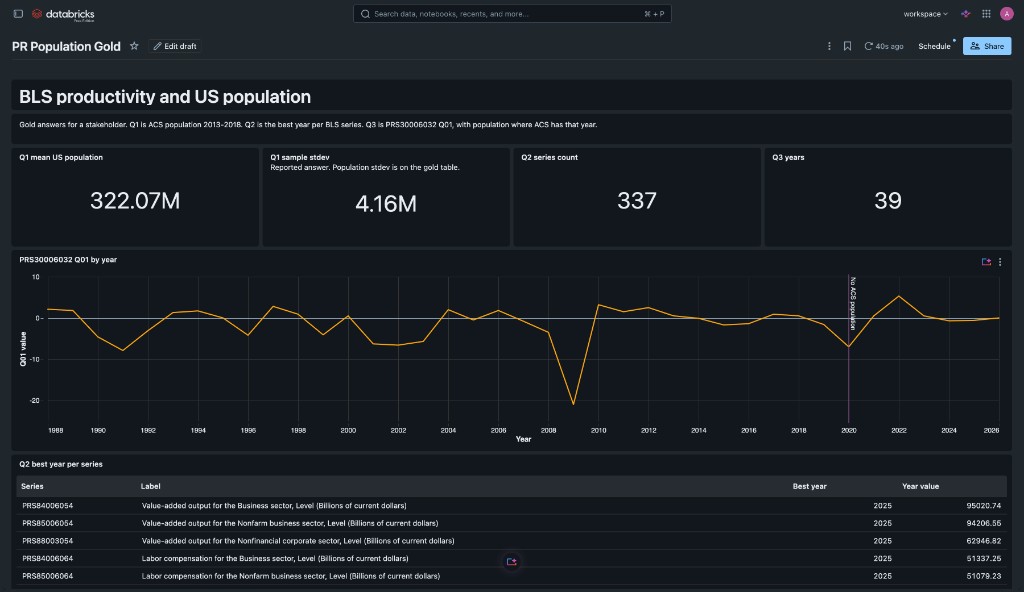 databricks
Free Edition
Search data, notebooks, recents, and more...
⌘ + P
workspace
A
PR Population Gold
Edit draft
40s ago
Schedule
Share
BLS productivity and US population
Gold answers for a stakeholder. Q1 is ACS population 2013-2018. Q2 is the best year per BLS series. Q3 is PRS30006032 Q01, with population where ACS has that year.
Q1 mean US population
322.07M
Q1 sample stdev
Reported answer. Population stdev is on the gold table.
4.16M
Q2 series count
337
Q3 years
39
PRS30006032 Q01 by year
10
0
-10
-20
Q01 value
No ACS population
1988 1990 1992 1994 1996 1998 2000 2002 2004 2006 2008 2010 2012 2014 2016 2018 2020 2022 2024 2026
Year
Q2 best year per series
Series Label Best year Year value
PRS84006054 Value-added output for the Business sector, Level (Billions of current dollars) 2025 95020.74
PRS85006054 Value-added output for the Nonfarm business sector, Level (Billions of current dollars) 2025 94206.55
PRS88003054 Value-added output for the Nonfinancial corporate sector, Level (Billions of current dollars) 2025 62946.82
PRS84006064 Labor compensation for the Business sector, Level (Billions of current dollars) 2025 51337.25
PRS85006064 Labor compensation for the Nonfarm business sector, Level (Billions of current dollars) 2025 51079.23